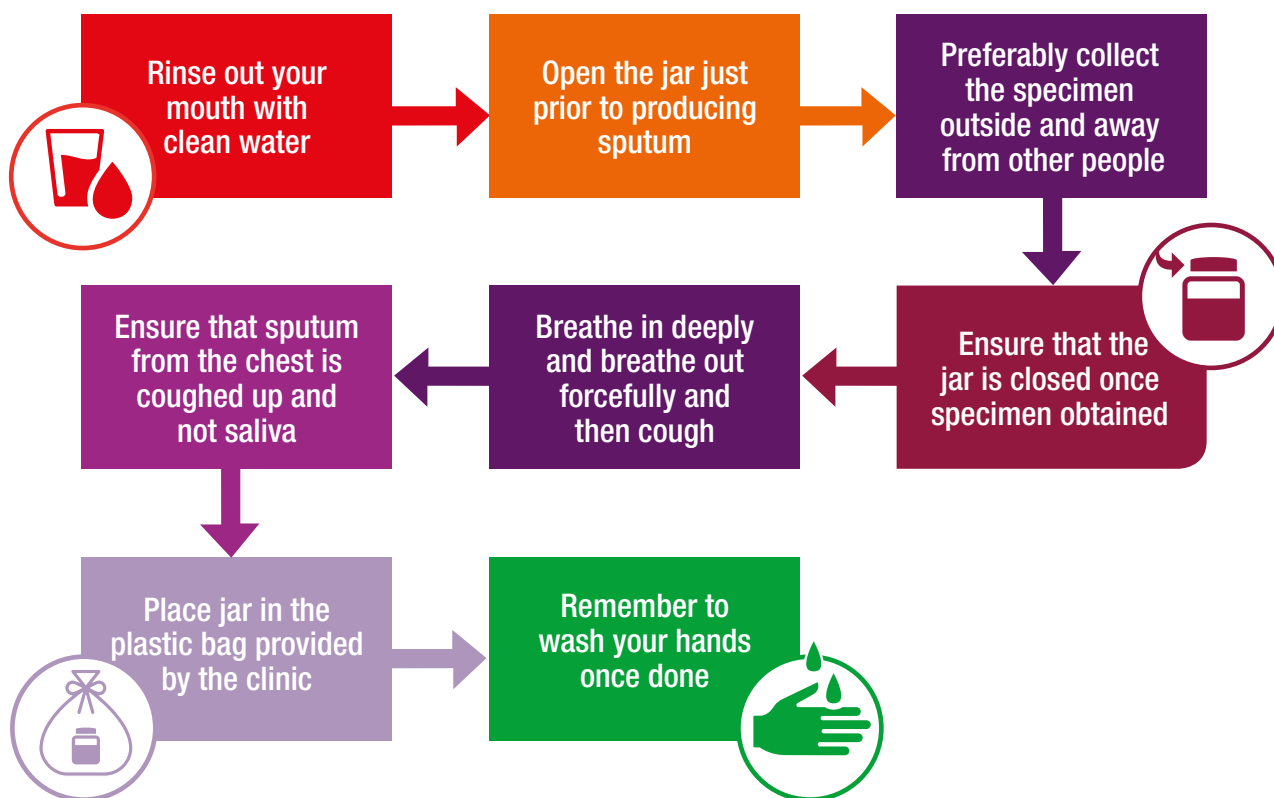 Rinse out your
mouth with
clean water
Open the jar just
prior to producing
sputum
Preferably collect
the specimen
outside and away
from other people
Ensure that the
jar is closed once
specimen obtained
Breathe in deeply
and breathe out
forcefully and
then cough
Ensure that sputum
from the chest is
coughed up and
not saliva
Place jar in the
plastic bag provided
by the clinic
Remember to
wash your hands
once done